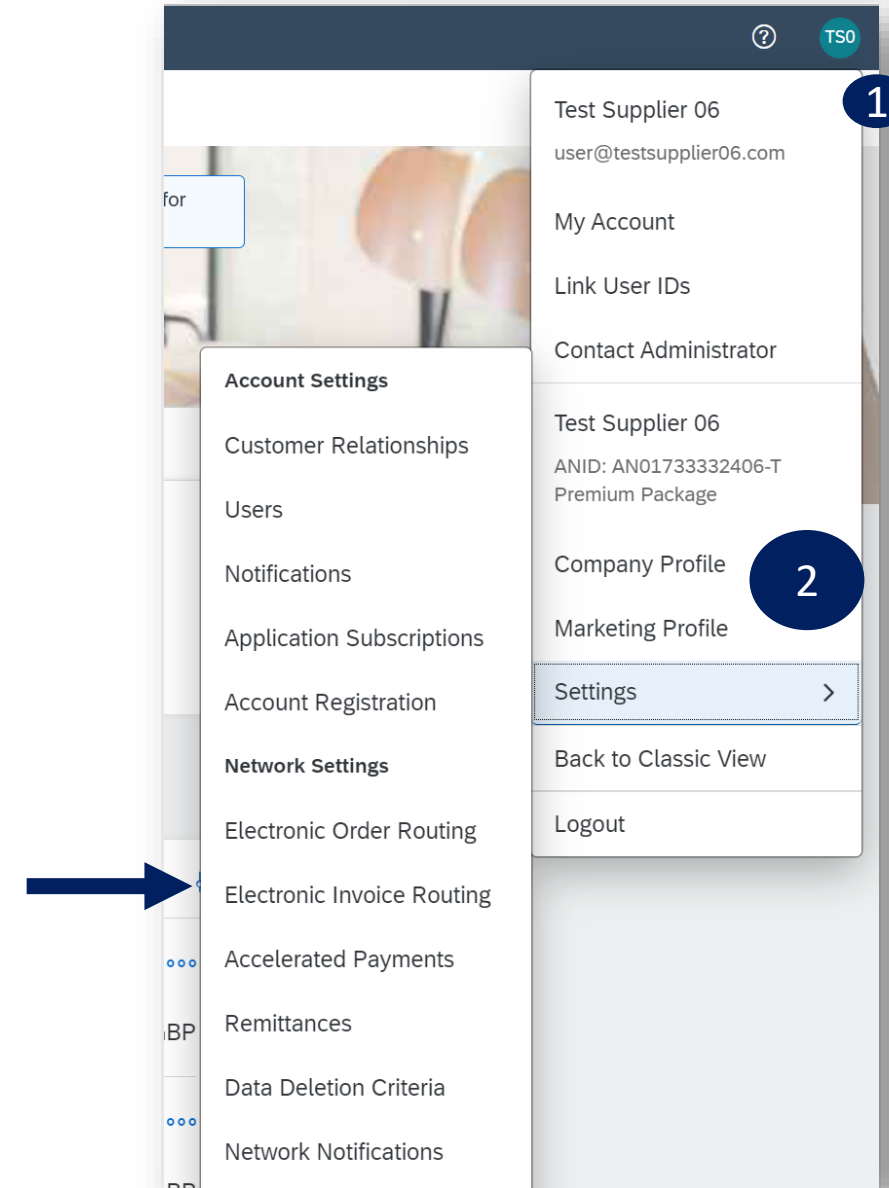 TS0
1
Test Supplier 06
user@testsupplier06.com
My Account
Link User IDs
Contact Administrator
Test Supplier 06
ANID: AN01733332406-T
Premium Package
Company Profile
2
Marketing Profile
Settings
Back to Classic View
Logout
for
Account Settings
Customer Relationships
Users
Notifications
Application Subscriptions
Account Registration
Network Settings
Electronic Order Routing
Electronic Invoice Routing
Accelerated Payments
Remittances
Data Deletion Criteria
Network Notifications